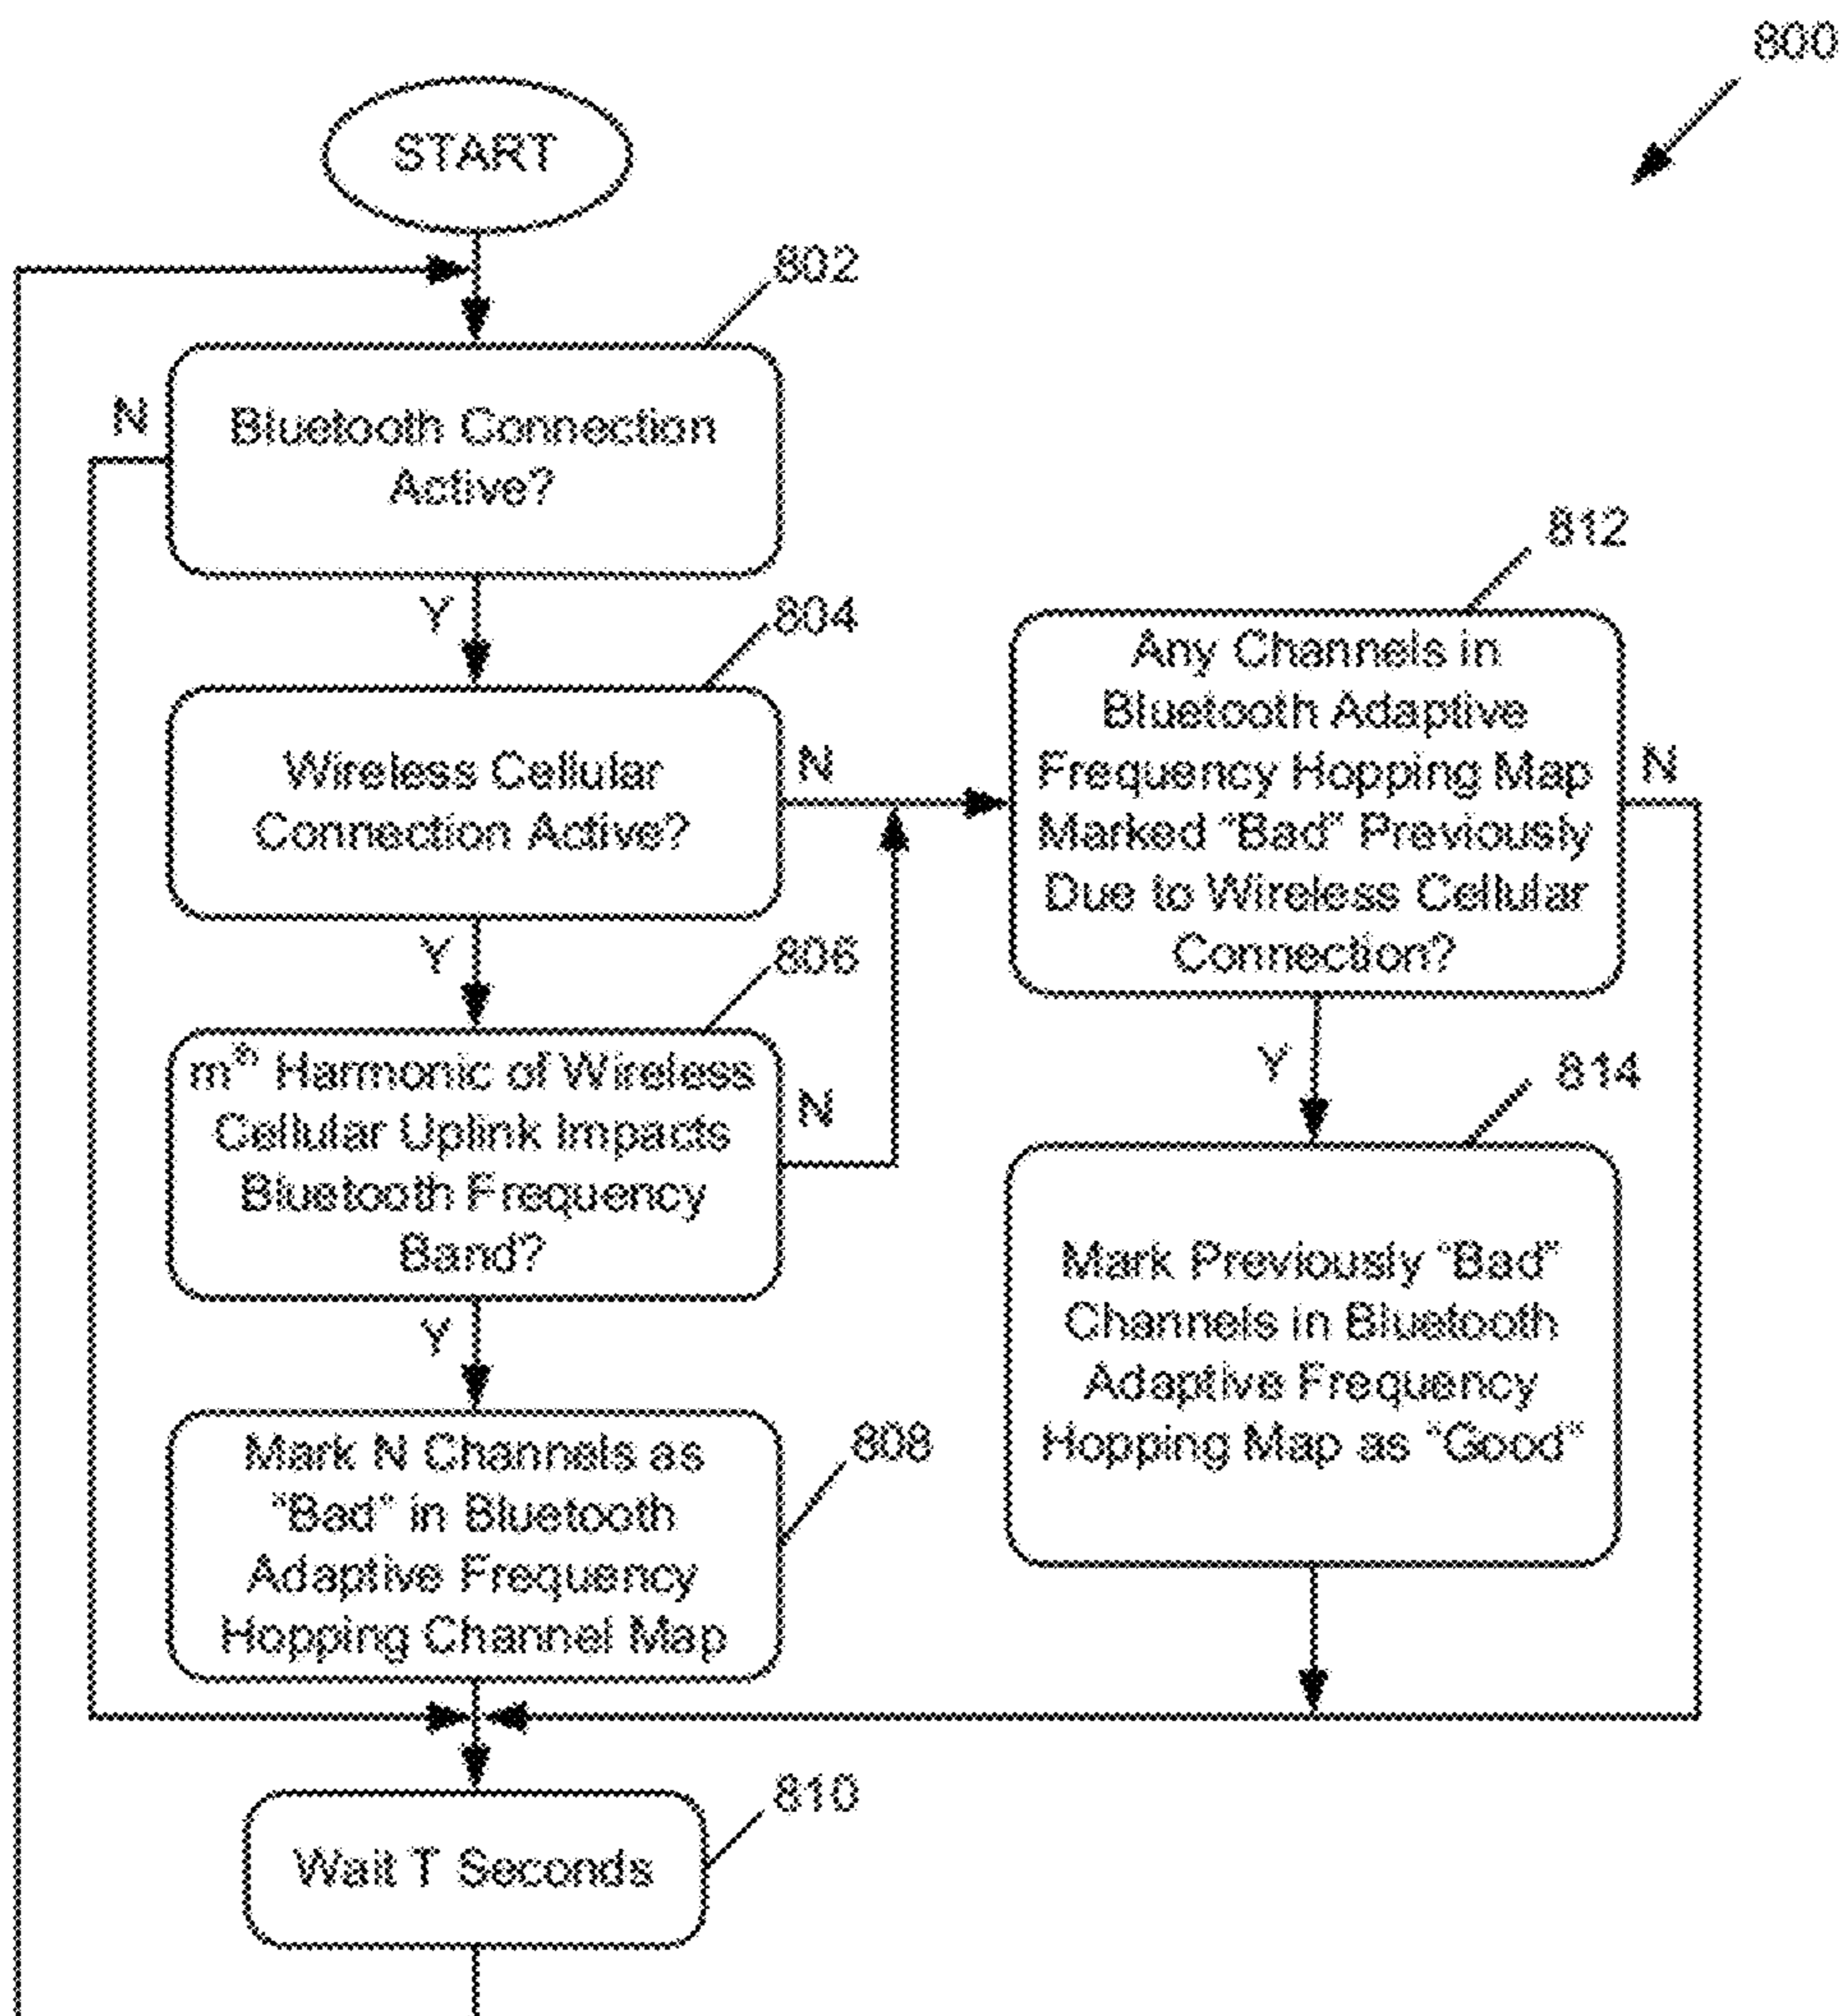 800
START
802
N
Bluetooth Connection
Active?
Y
804
Wireless Cellular
Connection Active?
N
Y
806
mth Harmonic of Wireless
Cellular Uplink Impacts
Bluetooth Frequency
Band?
N
Y
Mark N Channels as
"Bad" in Bluetooth
Adaptive Frequency
Hopping Channel Map
808
810
Wait T Seconds
812
Any Channels in
Bluetooth Adaptive
Frequency Hopping Map
Marked "Bad" Previously
Due to Wireless Cellular
Connection?
N
Y
814
Mark Previously "Bad"
Channels in Bluetooth
Adaptive Frequency
Hopping Map as "Good"